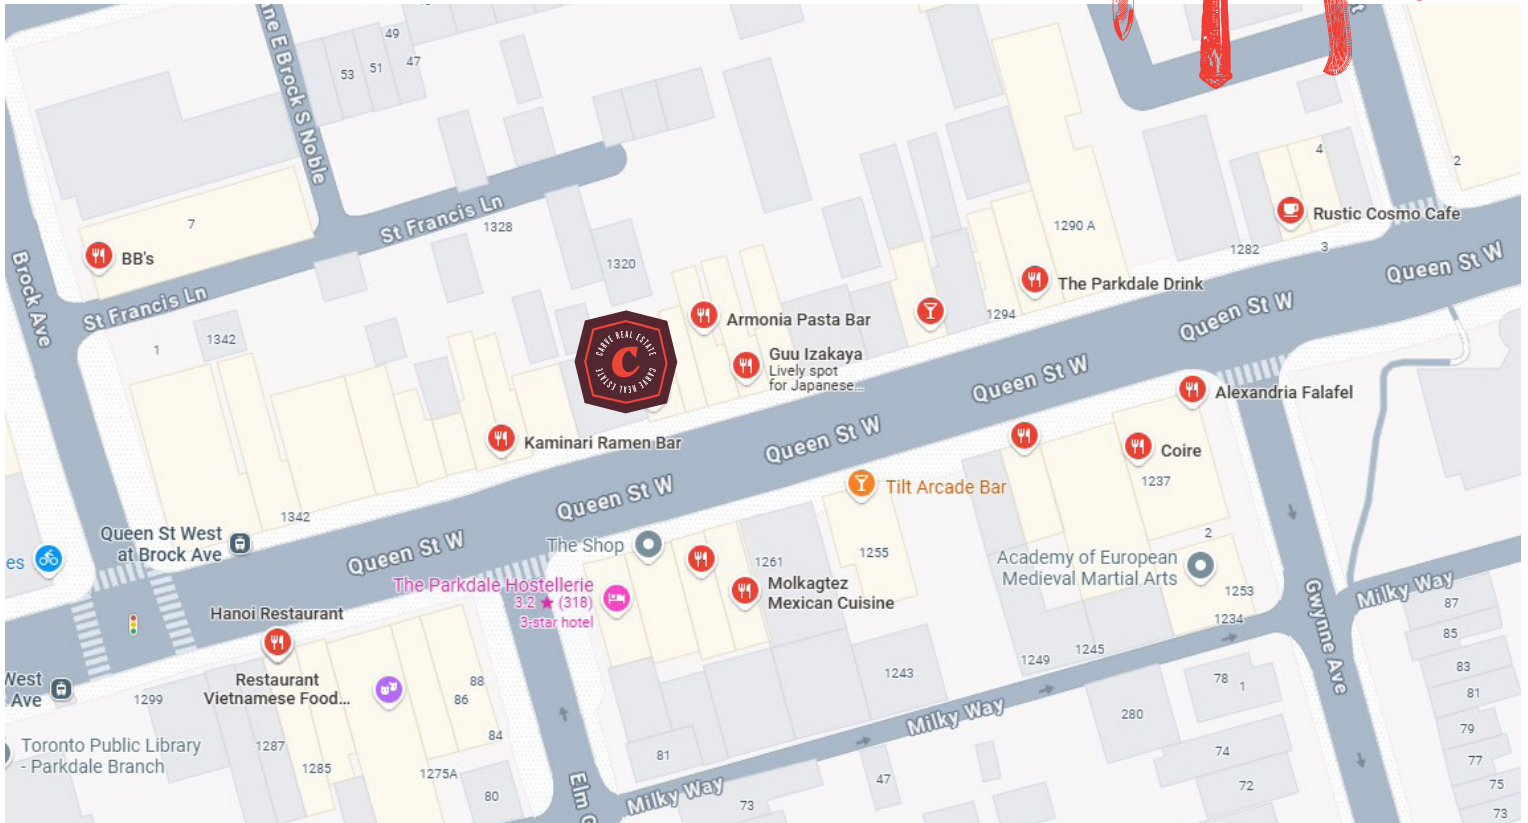 ne E Brock S Noble
49
53
51
47
4
2
7
St Francis Ln
1328
Rustic Cosmo Cafe
BB's
1290 A
1282
3
Queen St W
Brock Ave
1320
The Parkdale Drink
St Francis Ln
1294
Queen St W
1
1342
Armonia Pasta Bar
CARVE REAL ESTATE
C
CARVE REAL ESTATE
Guu Izakaya
Lively spot
for Japanese...
Queen St W
Alexandria Falafel
Kaminari Ramen Bar
Queen St W
Coire
1237
Tilt Arcade Bar
Queen St W
1342
Queen St West
at Brock Ave
The Shop
Queen St W
1261
1255
2
Academy of European
Medieval Martial Arts
es
The Parkdale Hostellerie
3.2 ★ (318)
3-star hotel
Molkagtez
Mexican Cuisine
1253
1234
Milky Way
87
85
Hanoi Restaurant
Gwynne Ave
Restaurant
Vietnamese Food...
West
Ave
1299
88
86
1243
1249
1245
78
1
83
81
280
Milky Way
79
84
Toronto Public Library
- Parkdale Branch
1287
1285
1275A
81
74
77
80
Elm
47
72
75
Milky Way
73
73